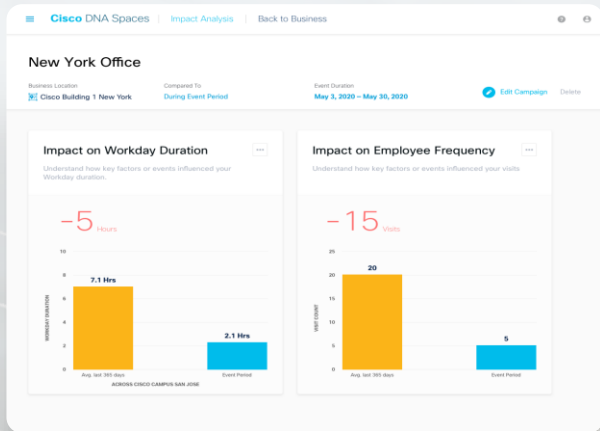 Cisco DNA Spaces Impact Analysis Back to Business
New York Office
Business Location
Cisco Building 1 New York
Compared To
During Event Period
Event Duration
May 3, 2020 – May 30, 2020
Edit Campaign
Delete
Impact on Workday Duration
Understand how key factors or events influenced your
Workday duration.
-5 Hours
10
8
6
4
2
0
WORKDAY DURATION
7.1 Hrs
2.1 Hrs
Avg. last 365 days
Event Period
ACROSS CISCO CAMPUS SAN JOSE
Impact on Employee Frequency
Understand how key factors or events influenced your visits
-15 Visits
25
20
15
10
5
0
VISIT COUNT
20
5
Avg. last 365 days
Event Period